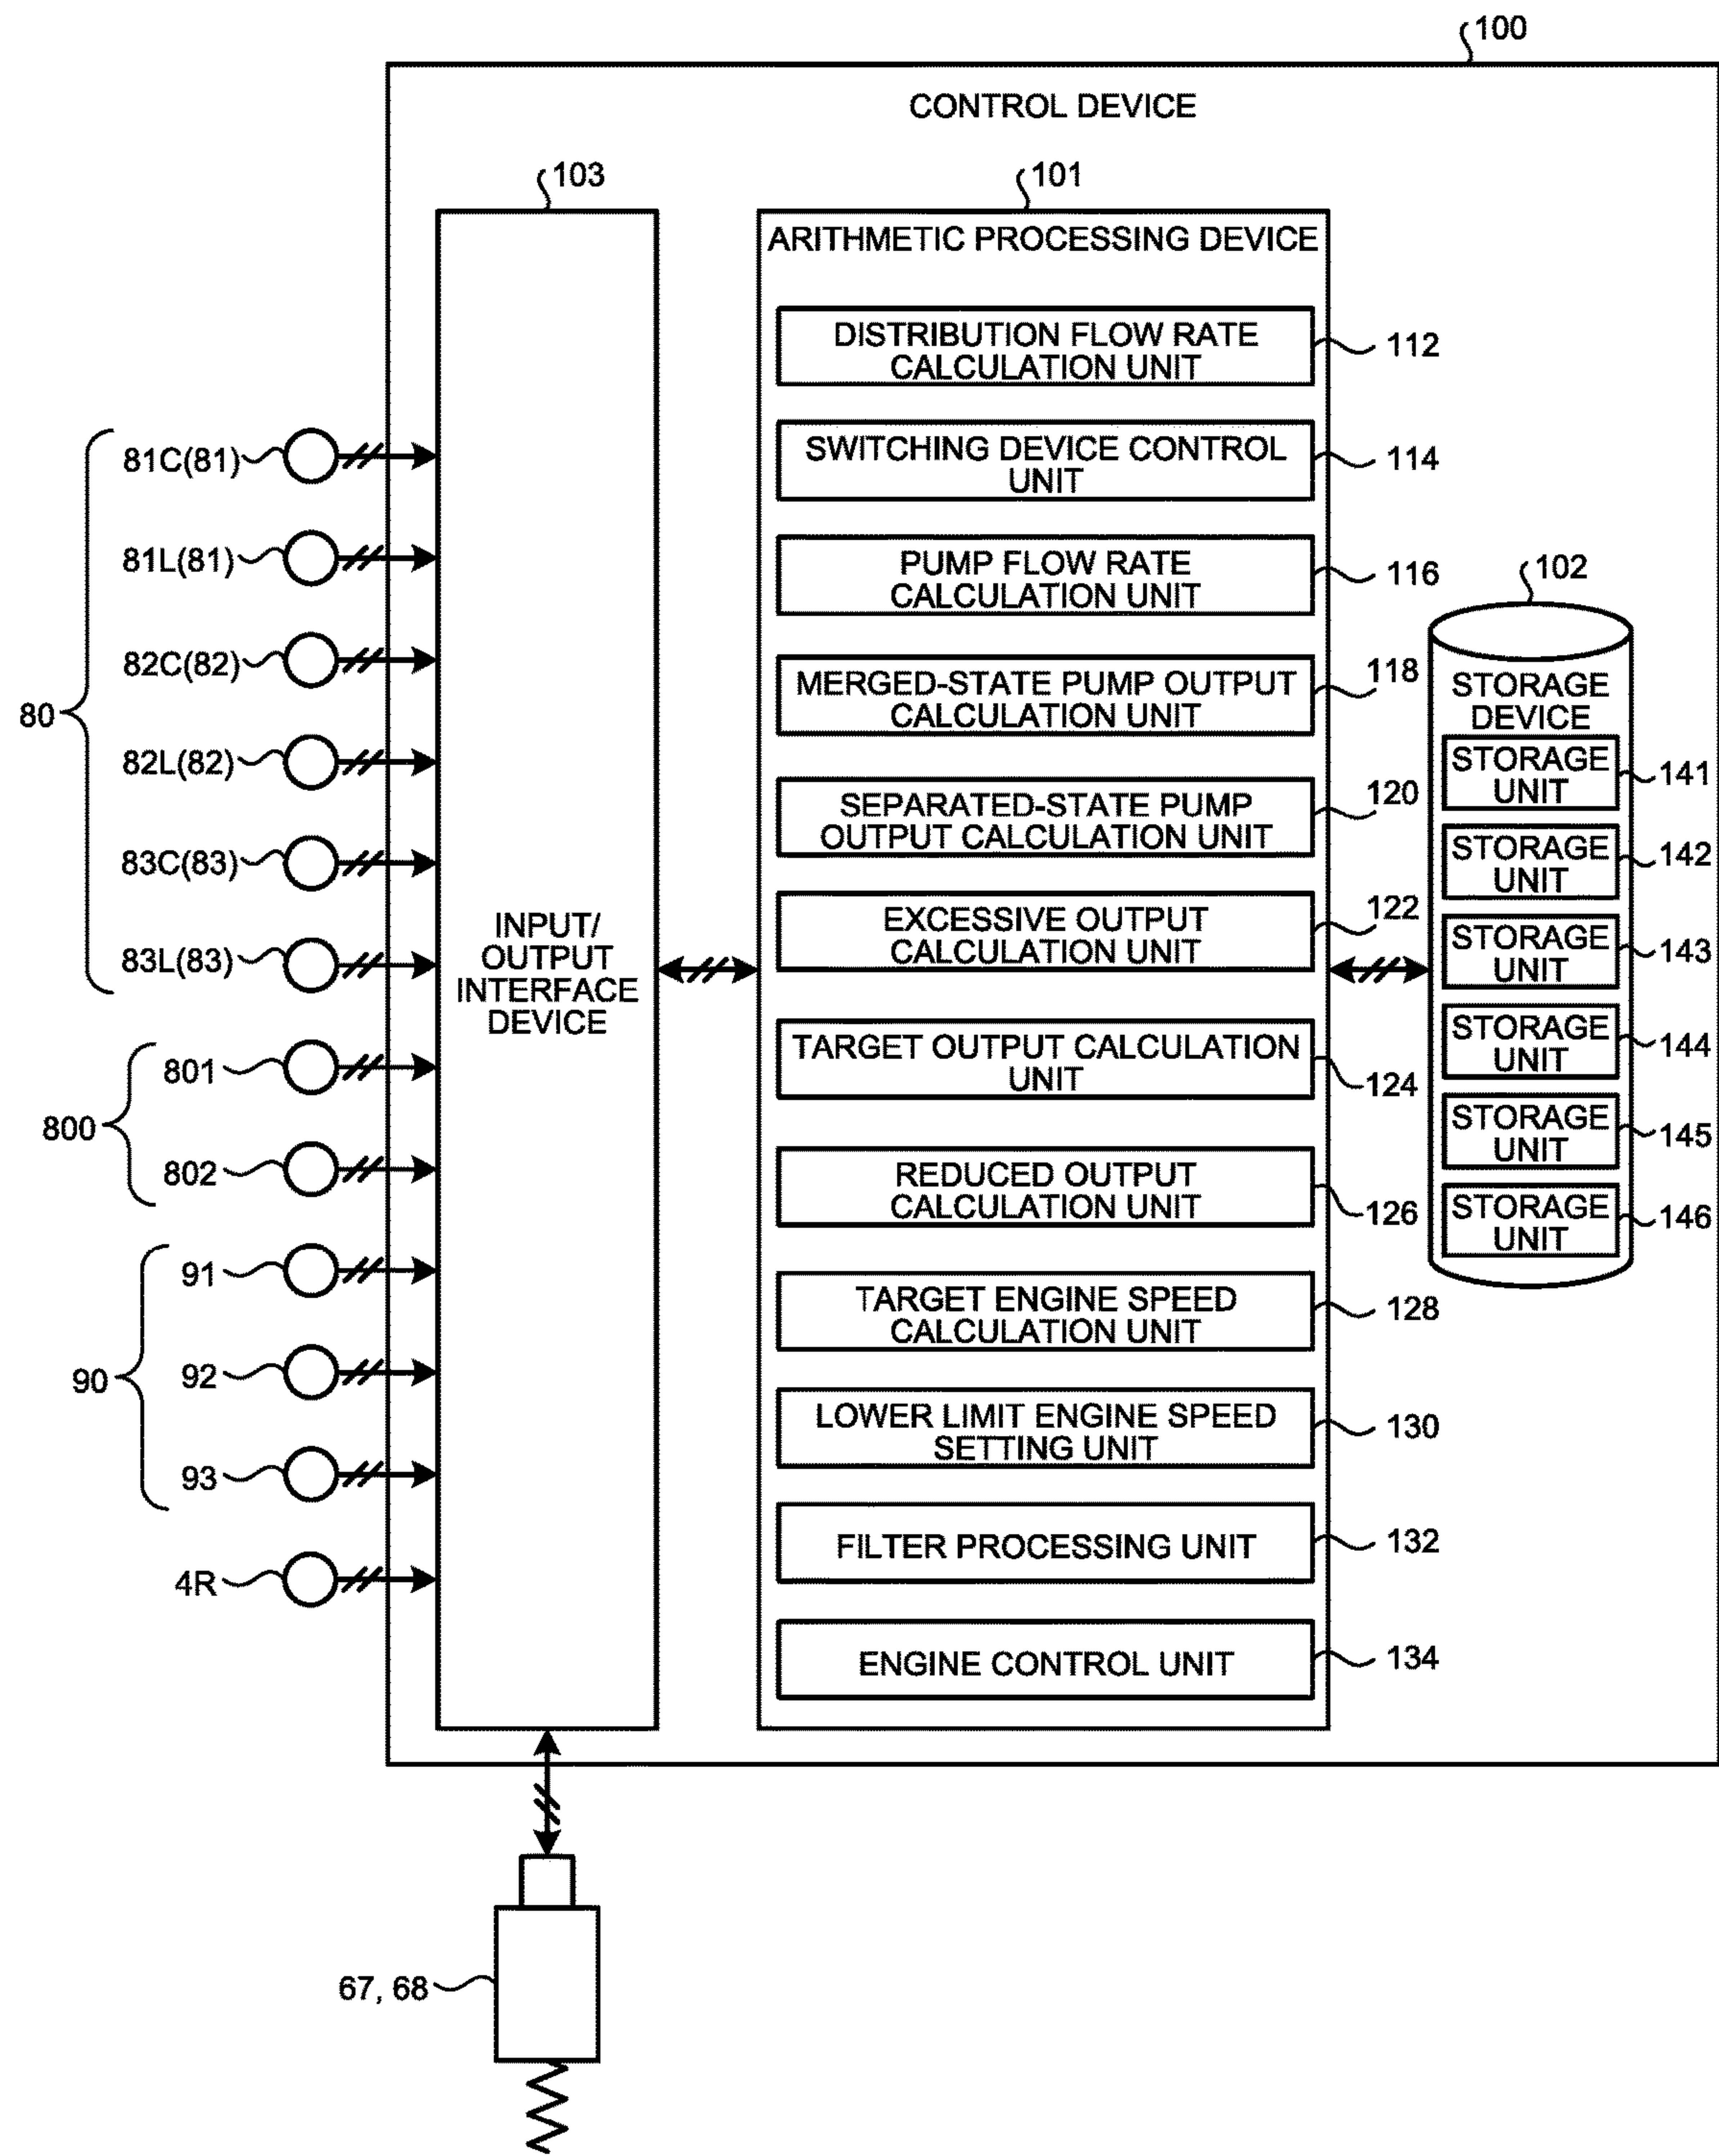 100
CONTROL DEVICE
103
101
ARITHMETIC PROCESSING DEVICE
DISTRIBUTION FLOW RATE
CALCULATION UNIT
112
SWITCHING DEVICE CONTROL
UNIT
114
PUMP FLOW RATE
CALCULATION UNIT
116
MERGED-STATE PUMP OUTPUT
CALCULATION UNIT
118
SEPARATED-STATE PUMP
OUTPUT CALCULATION UNIT
120
EXCESSIVE OUTPUT
CALCULATION UNIT
122
TARGET OUTPUT CALCULATION
UNIT
124
REDUCED OUTPUT
CALCULATION UNIT
126
TARGET ENGINE SPEED
CALCULATION UNIT
128
LOWER LIMIT ENGINE SPEED
SETTING UNIT
130
FILTER PROCESSING UNIT
132
ENGINE CONTROL UNIT
134
102
STORAGE
DEVICE
STORAGE
UNIT
141
STORAGE
UNIT
142
STORAGE
UNIT
143
STORAGE
UNIT
144
STORAGE
UNIT
145
STORAGE
UNIT
146
INPUT/
OUTPUT
INTERFACE
DEVICE
80
81C(81)
81L(81)
82C(82)
82L(82)
83C(83)
83L(83)
800
801
802
90
91
92
93
4R
67, 68